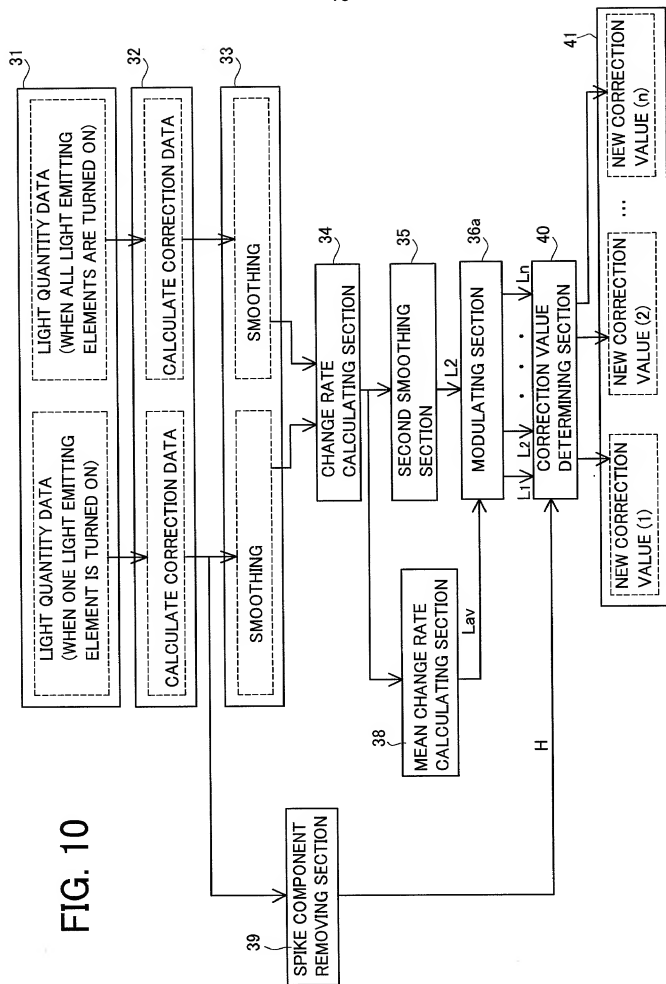 FIG. 10
31
LIGHT QUANTITY DATA
(WHEN ONE LIGHT EMITTING
ELEMENT IS TURNED ON)
LIGHT QUANTITY DATA
(WHEN ALL LIGHT EMITTING
ELEMENTS ARE TURNED ON)
32
CALCULATE CORRECTION DATA
CALCULATE CORRECTION DATA
33
SMOOTHING
SMOOTHING
34
CHANGE RATE
CALCULATING SECTION
35
SECOND SMOOTHING
SECTION
L2
38
MEAN CHANGE RATE
CALCULATING SECTION
Lav
36a
MODULATING SECTION
L1
L2
. . . .
Ln
39
SPIKE COMPONENT
REMOVING SECTION
H
40
CORRECTION VALUE
DETERMINING SECTION
41
NEW CORRECTION
VALUE (1)
NEW CORRECTION
VALUE (2)
...
NEW CORRECTION
VALUE (n)